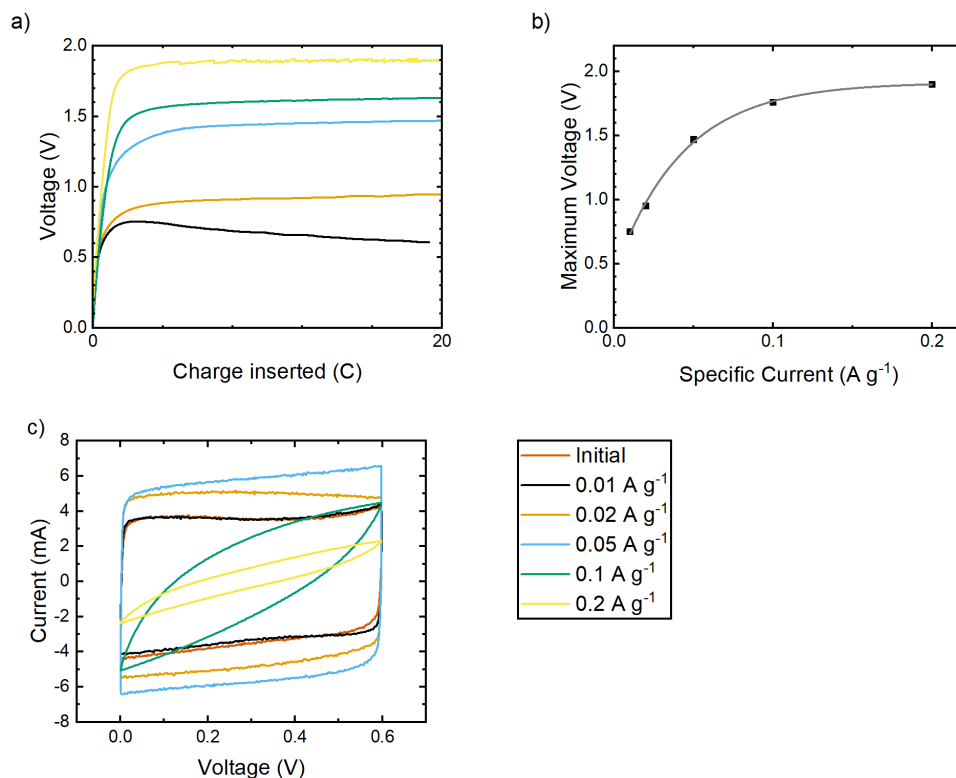 a)
2.0
1.5
1.0
0.5
0.0
Voltage (V)
0
20
Charge inserted (C)
b)
2.0
1.5
1.0
0.5
0.0
Maximum Voltage (V)
0.0
0.1
0.2
Specific Current (A g⁻¹)
c)
8
6
4
2
0
-2
-4
-6
-8
Current (mA)
0.0
0.2
0.4
0.6
Voltage (V)
Initial
0.01 A g⁻¹
0.02 A g⁻¹
0.05 A g⁻¹
0.1 A g⁻¹
0.2 A g⁻¹